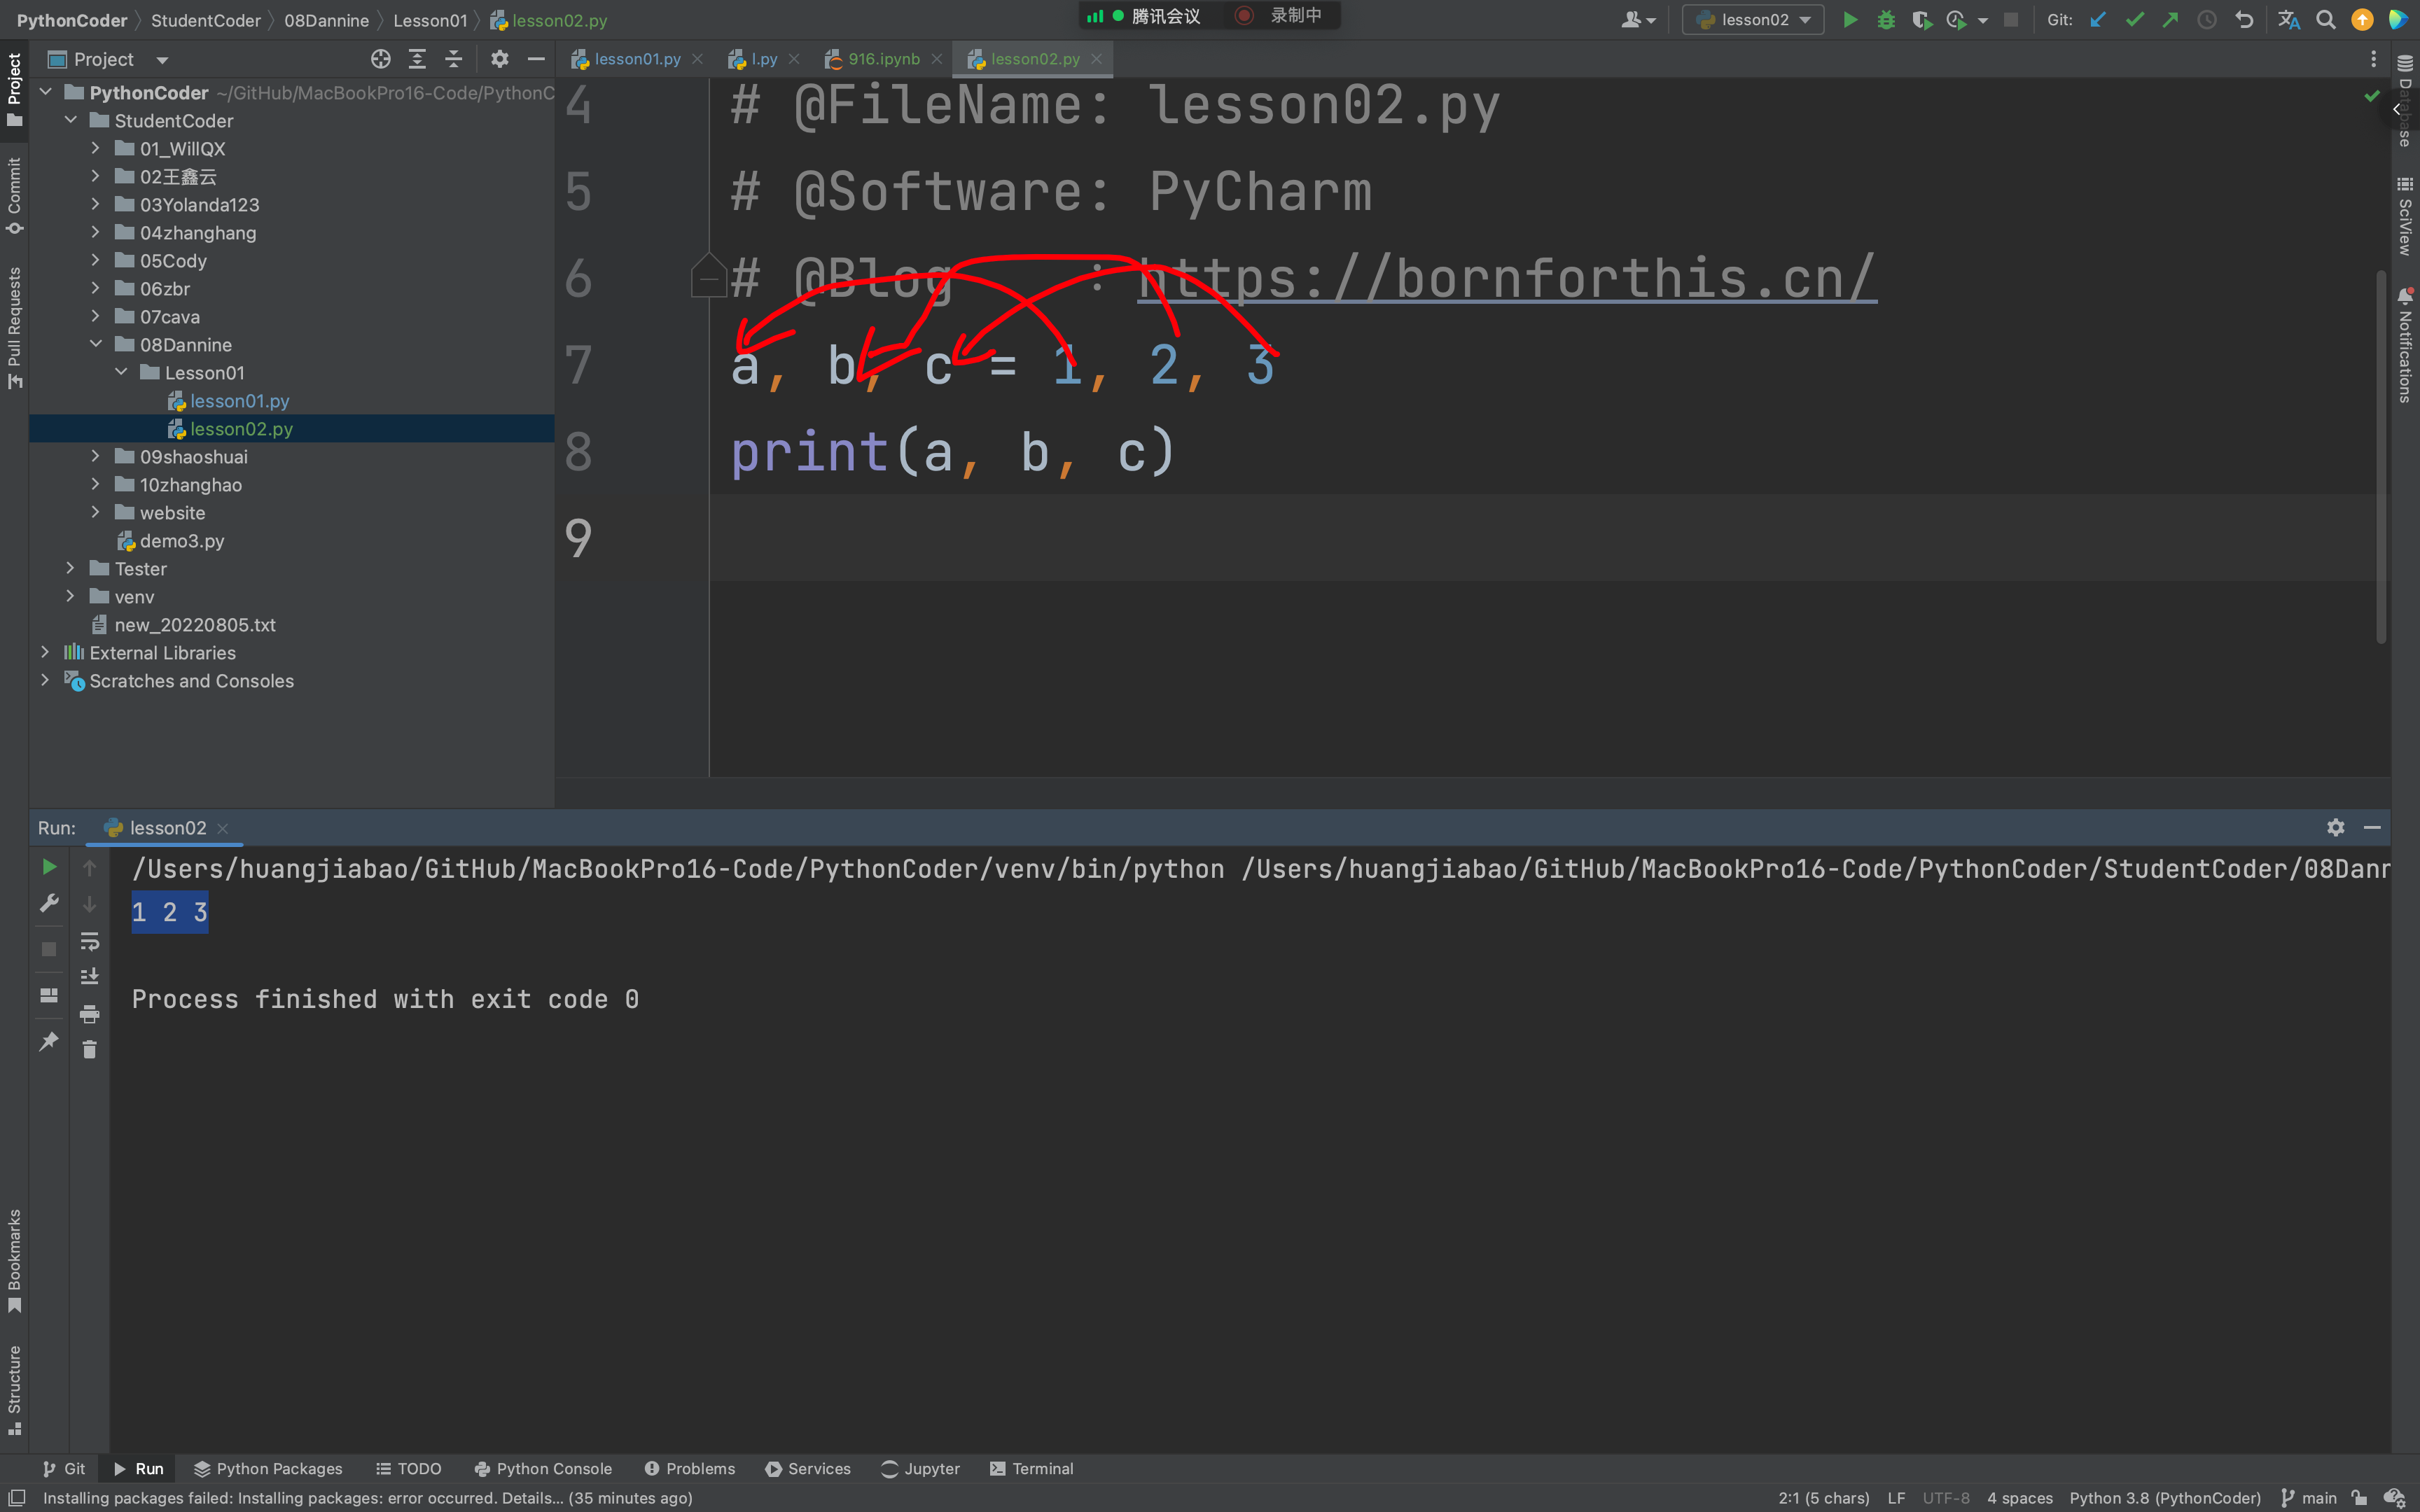 PythonCoder StudentCoder 08Dannine Lesson01 lesson02.py
腾讯会议 录制中
lesson02
Git:
Project
lesson01.py l.py 916.ipynb lesson02.py
PythonCoder ~/GitHub/MacBookPro16-Code/PythonC
StudentCoder
01_WillQX
02王鑫云
03Yolanda123
04zhanghang
05Cody
06zbr
07cava
08Dannine
Lesson01
lesson01.py
lesson02.py
09shaoshuai
10zhanghao
website
demo3.py
Tester
venv
new_20220805.txt
External Libraries
Scratches and Consoles
Project
Commit
Pull Requests
Bookmarks
Structure
4 # @FileName: lesson02.py
5 # @Software: PyCharm
6 # @Blog : https://bornforthis.cn/
7 a, b, c = 1, 2, 3
8 print(a, b, c)
9
Database
SciView
Notifications
Run: lesson02
/Users/huangjiabao/GitHub/MacBookPro16-Code/PythonCoder/venv/bin/python /Users/huangjiabao/GitHub/MacBookPro16-Code/PythonCoder/StudentCoder/08Dann
1 2 3
Process finished with exit code 0
Git Run Python Packages TODO Python Console Problems Services Jupyter Terminal
Installing packages failed: Installing packages: error occurred. Details... (35 minutes ago)
2:1 (5 chars) LF UTF-8 4 spaces Python 3.8 (PythonCoder) main